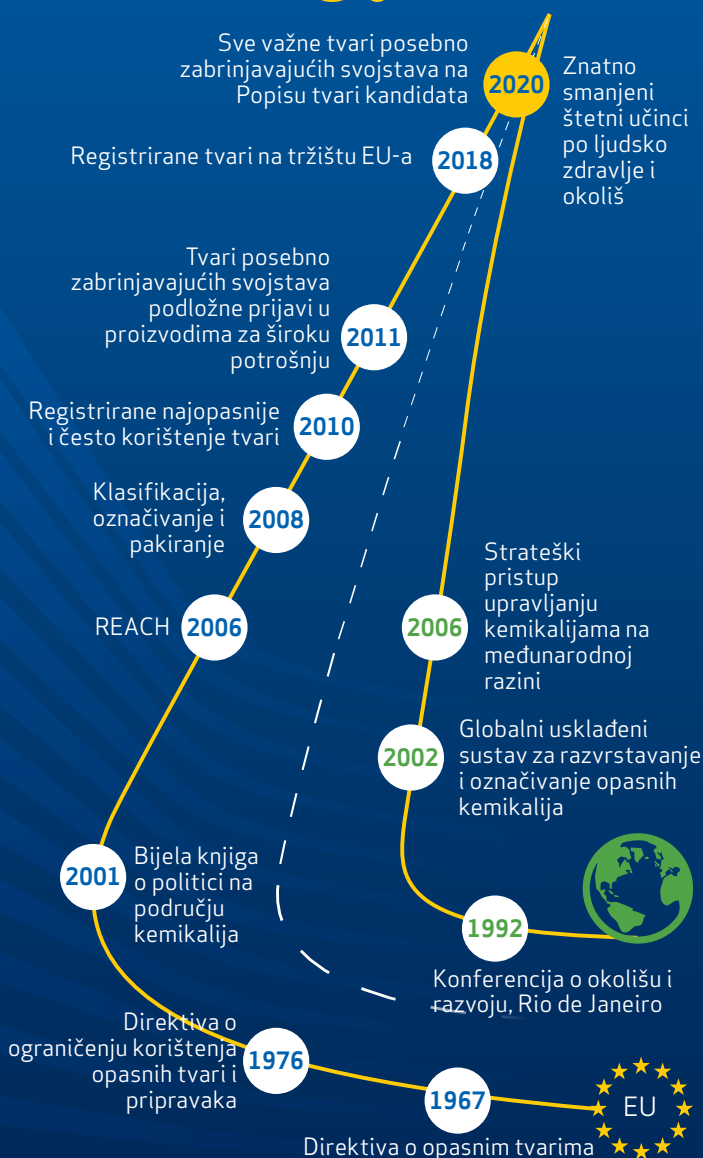 Sve važne tvari posebno
zabrinjavajućih svojstava na
Popisu tvari kandidata
2020
Znatno
smanjeni
štetni učinci
po ljudsko
zdravlje i
okoliš
Registrirane tvari na tržištu EU-a
2018
Tvari posebno
zabrinjavajućih svojstava
podložne prijavi u
proizvodima za široku
potrošnju
2011
Registrirane najopasnije
i često korištenje tvari
2010
Klasifikacija,
označivanje i
pakiranje
2008
REACH
2006
2006
Strateški
pristup
upravljanju
kemikalijama na
međunarodnoj
razini
2002
Globalni usklađeni
sustav za razvrstavanje
i označivanje opasnih
kemikalija
2001
Bijela knjiga
o politici na
području
kemikalija
1992
Konferencija o okolišu i
razvoju, Rio de Janeiro
Direktiva o
ograničenju korištenja
opasnih tvari i
pripravaka
1976
1967
Direktiva o opasnim tvarima
EU